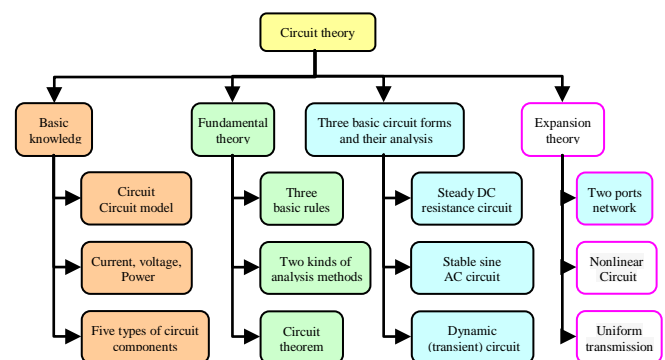 Circuit theory
Basic
knowledg
Fundamental
theory
Three basic circuit forms
and their analysis
Expansion
theory
Circuit
Circuit model
Three
basic rules
Steady DC
resistance circuit
Two ports
network
Current, voltage,
Power
Two kinds of
analysis methods
Stable sine
AC circuit
Nonlinear
Circuit
Five types of circuit
components
Circuit
theorem
Dynamic
(transient) circuit
Uniform
transmission